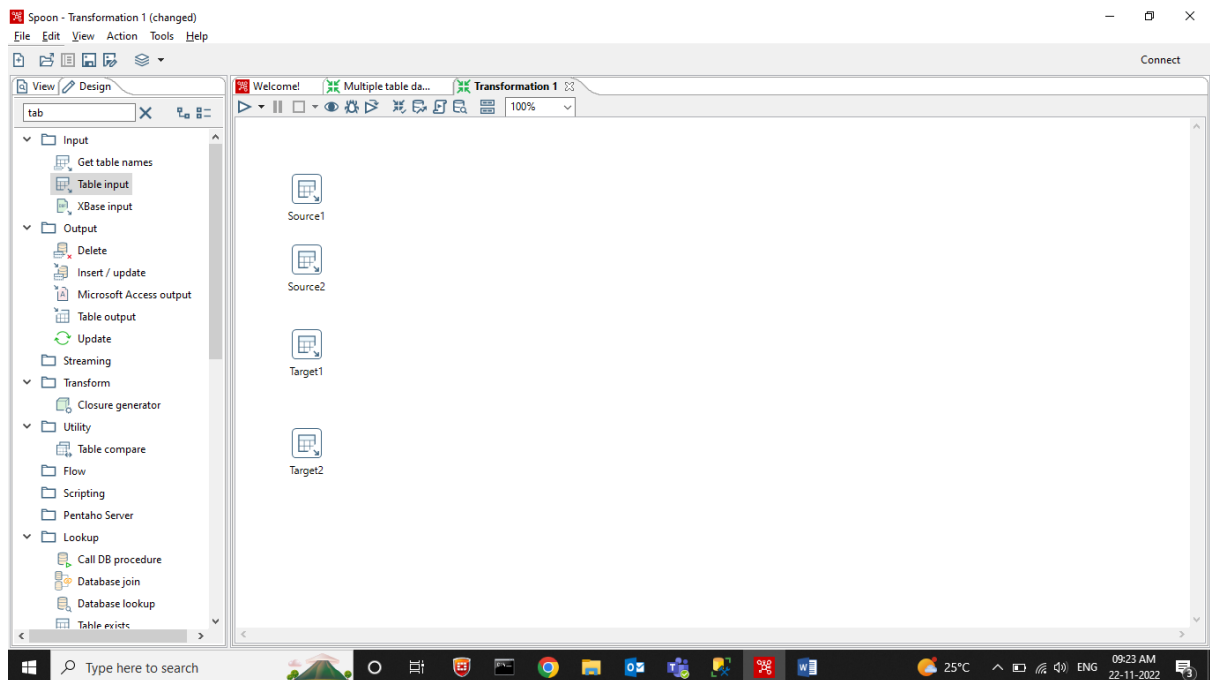 Spoon - Transformation 1 (changed)
File Edit View Action Tools Help
Connect
View Design
Welcome! Multiple table da... Transformation 1
tab
100%
Input
Get table names
Table input
XBase input
Output
Delete
Insert / update
Microsoft Access output
Table output
Update
Streaming
Transform
Closure generator
Utility
Table compare
Flow
Scripting
Pentaho Server
Lookup
Call DB procedure
Database join
Database lookup
Table exists
Source1
Source2
Target1
Target2
Type here to search
25°C
ENG
09:23 AM
22-11-2022
3